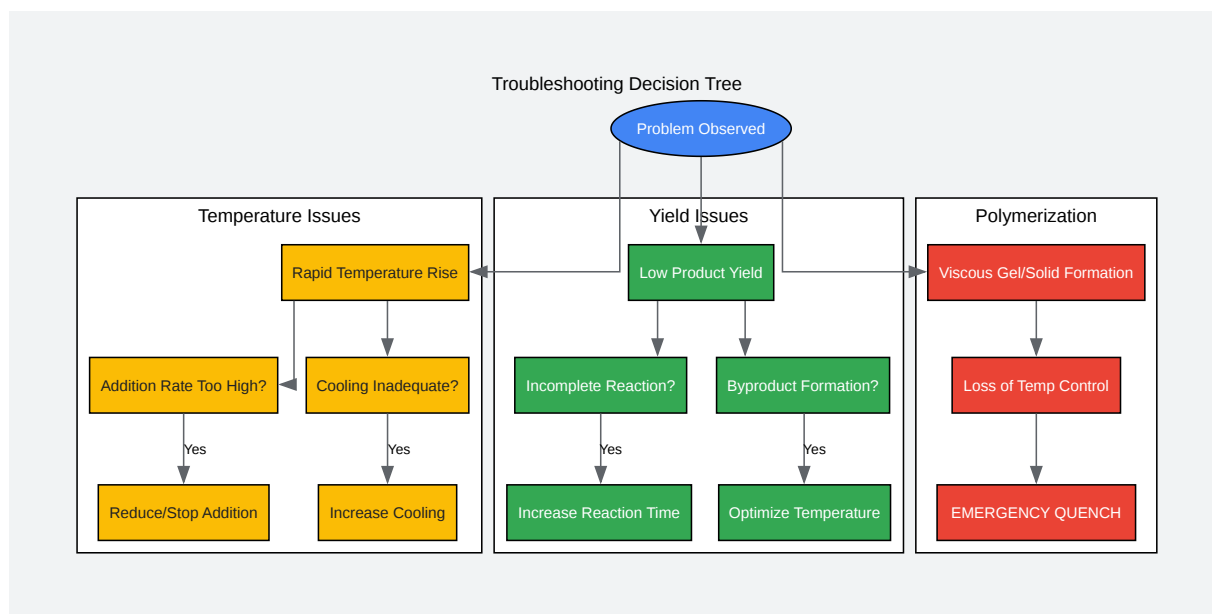 Troubleshooting Decision Tree
Problem Observed
Temperature Issues
Rapid Temperature Rise
Addition Rate Too High?
Cooling Inadequate?
Yes
Yes
Reduce/Stop Addition
Increase Cooling
Yield Issues
Low Product Yield
Incomplete Reaction?
Byproduct Formation?
Yes
Yes
Increase Reaction Time
Optimize Temperature
Polymerization
Viscous Gel/Solid Formation
Loss of Temp Control
EMERGENCY QUENCH